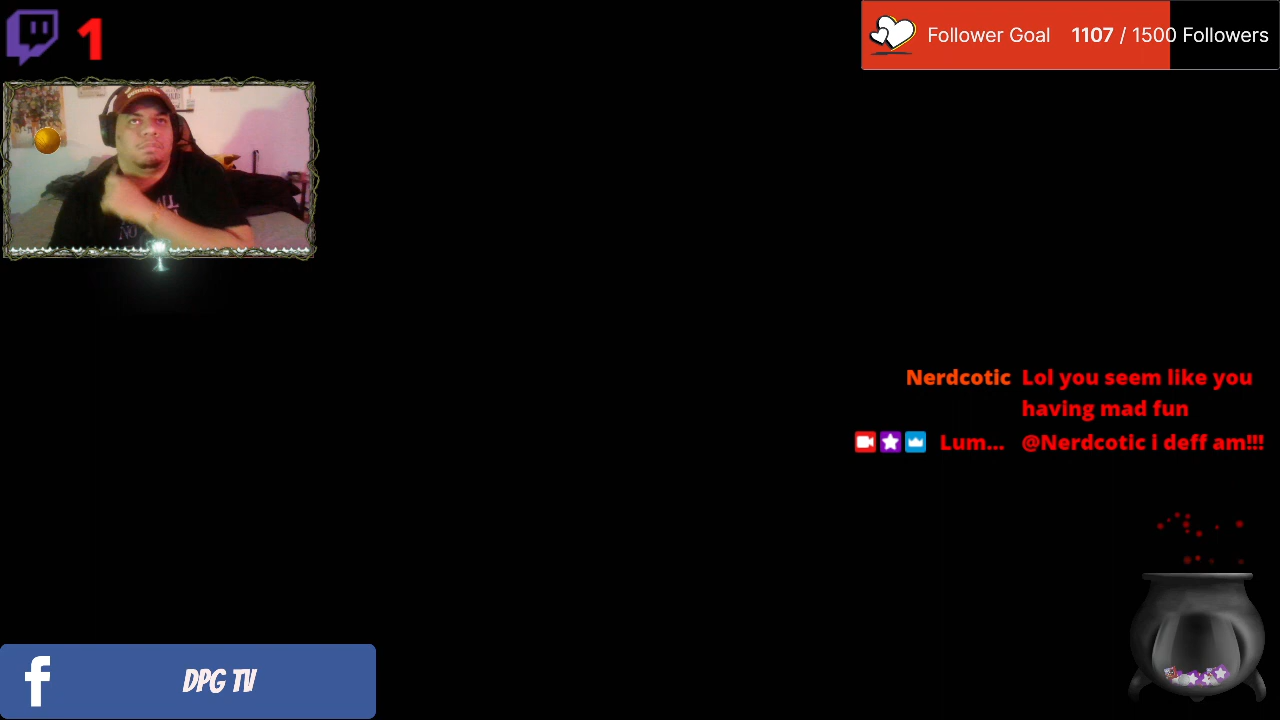 1
Follower Goal 1107 / 1500 Followers
Nerdcotic Lol you seem like you
having mad fun
Lum... @Nerdcotic i deff am!!!
DPG TV